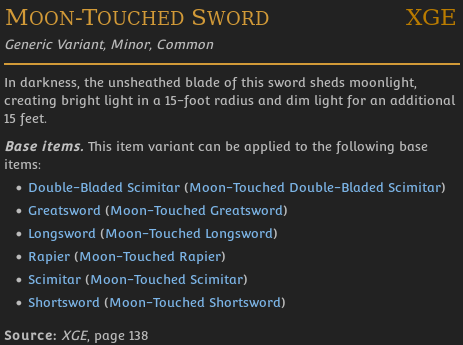 Moon-Touched Sword XGE
Generic Variant, Minor, Common
In darkness, the unsheathed blade of this sword sheds moonlight,
creating bright light in a 15-foot radius and dim light for an additional
15 feet.
Base items. This item variant can be applied to the following base
items:
• Double-Bladed Scimitar (Moon-Touched Double-Bladed Scimitar)
• Greatsword (Moon-Touched Greatsword)
• Longsword (Moon-Touched Longsword)
• Rapier (Moon-Touched Rapier)
• Scimitar (Moon-Touched Scimitar)
• Shortsword (Moon-Touched Shortsword)
Source: XGE, page 138